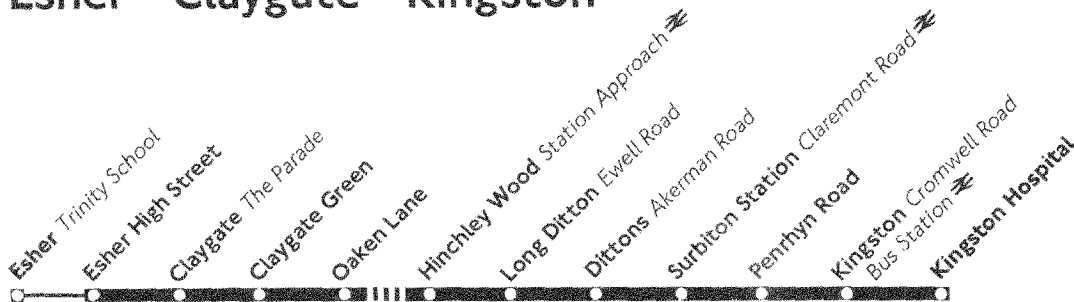 Esher Claygate Kingston
Esher Trinity School
Esher High Street
Claygate The Parade
Claygate Green
Oaken Lane
Hinchley Wood Station Approach
Long Ditton Ewell Road
Dittons Akerman Road
Surbiton Station Claremont Road
Penrhyn Road
Kingston Cromwell Road
Bus Station
Kingston Hospital